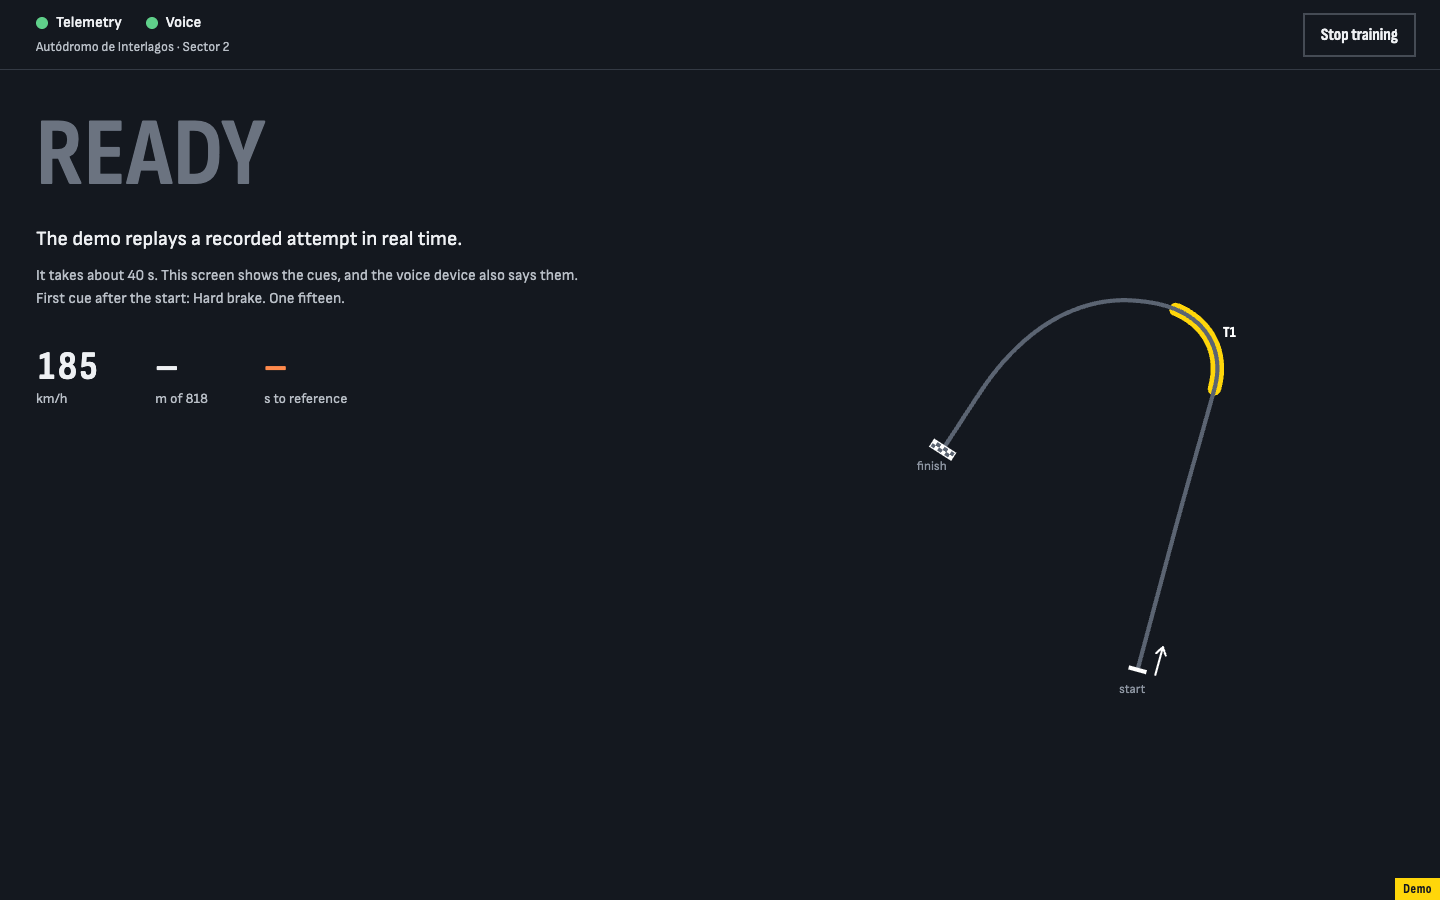 Telemetry
Voice
Autódromo de Interlagos · Sector 2
Stop training
READY
The demo replays a recorded attempt in real time.
It takes about 40 s. This screen shows the cues, and the voice device also says them.
First cue after the start: Hard brake. One fifteen.
185
km/h
–
m of 818
–
s to reference
T1
finish
start
Demo